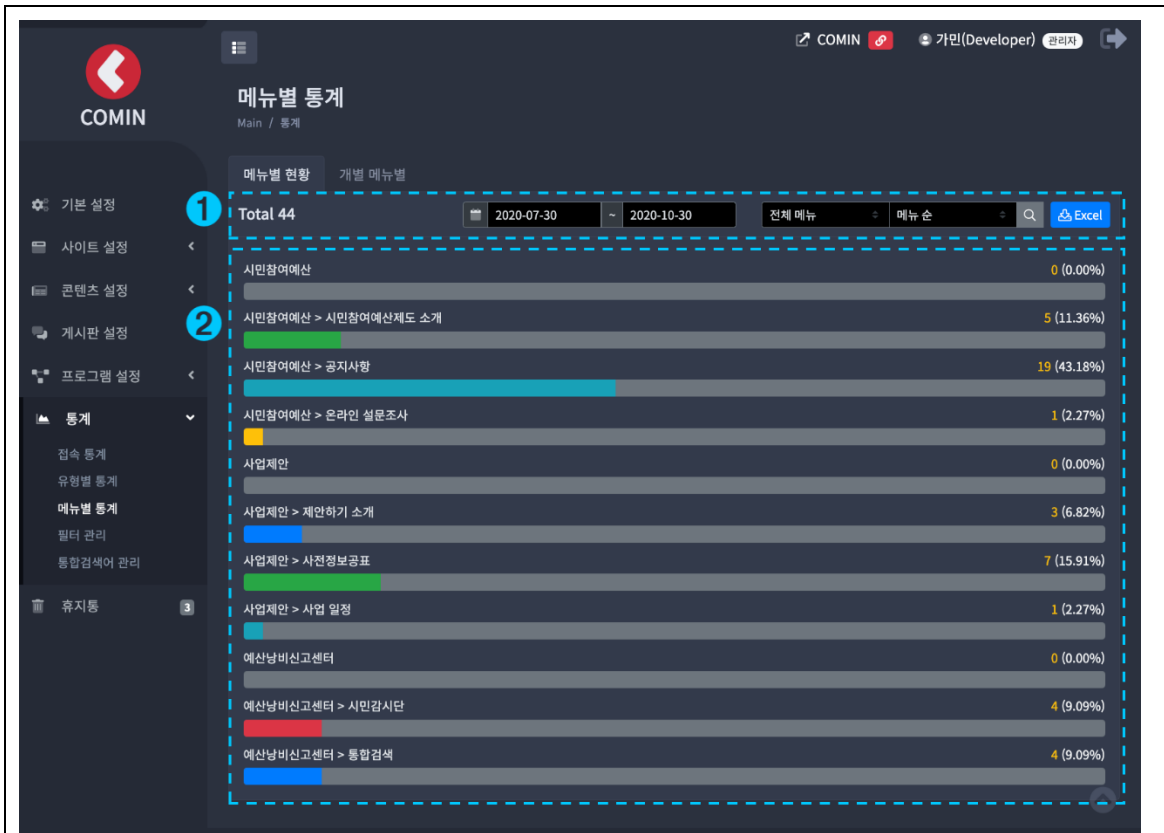 COMIN
가민(Developer) 관리자
COMIN
메뉴별 통계
Main / 통계
메뉴별 현황
개별 메뉴별
기본 설정
사이트 설정
콘텐츠 설정
게시판 설정
프로그램 설정
통계
접속 통계
유형별 통계
메뉴별 통계
필터 관리
통합검색어 관리
휴지통 3
1
Total 44
2020-07-30 ~ 2020-10-30
전체 메뉴
메뉴 순
Excel
2
시민참여예산 0 (0.00%)
시민참여예산 > 시민참여예산제도 소개 5 (11.36%)
시민참여예산 > 공지사항 19 (43.18%)
시민참여예산 > 온라인 설문조사 1 (2.27%)
사업제안 0 (0.00%)
사업제안 > 제안하기 소개 3 (6.82%)
사업제안 > 사전정보공표 7 (15.91%)
사업제안 > 사업 일정 1 (2.27%)
예산낭비신고센터 0 (0.00%)
예산낭비신고센터 > 시민감시단 4 (9.09%)
예산낭비신고센터 > 통합검색 4 (9.09%)